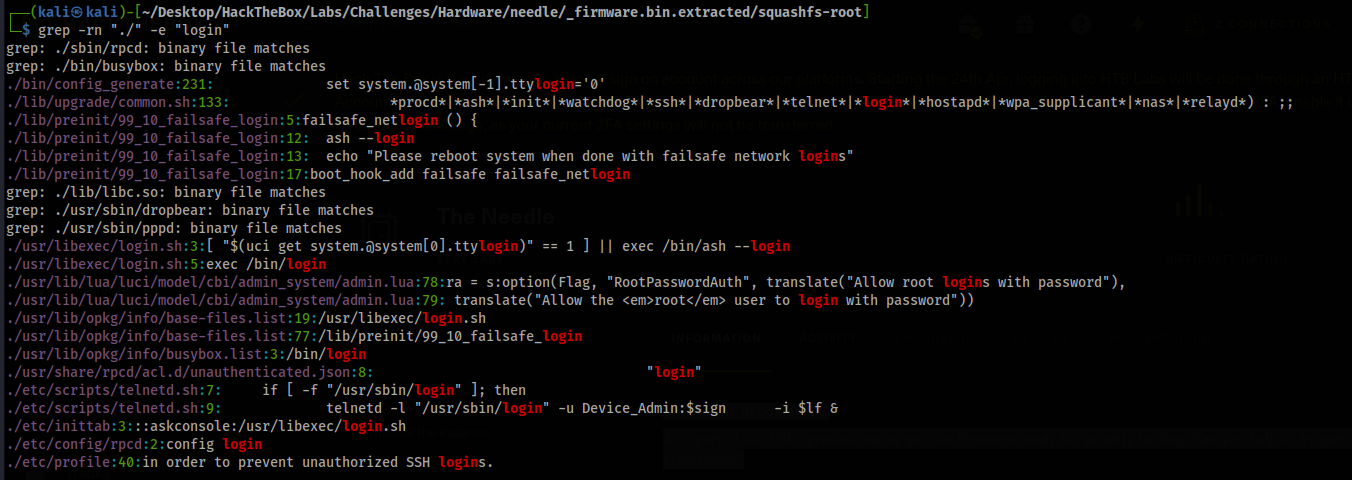 ┌──(kali㉿kali)-[~/Desktop/HackTheBox/Labs/Challenges/Hardware/needle/_firmware.bin.extracted/squashfs-root]
└─$ grep -rn "./" -e "login"
grep: ./sbin/rpcd: binary file matches
grep: ./bin/busybox: binary file matches
./bin/config_generate:231:              set system.@system[-1].ttylogin='0'
./lib/upgrade/common.sh:133:                    *procd*|*ash*|*init*|*watchdog*|*ssh*|*dropbear*|*telnet*|*login*|*hostapd*|*wpa_supplicant*|*nas*|*relayd*) : ;;
./lib/preinit/99_10_failsafe_login:5:failsafe_netlogin () {
./lib/preinit/99_10_failsafe_login:12:  ash --login
./lib/preinit/99_10_failsafe_login:13:  echo "Please reboot system when done with failsafe network logins"
./lib/preinit/99_10_failsafe_login:17:boot_hook_add failsafe failsafe_netlogin
grep: ./lib/libc.so: binary file matches
grep: ./usr/sbin/dropbear: binary file matches
grep: ./usr/sbin/pppd: binary file matches
./usr/libexec/login.sh:3:[ "$(uci get system.@system[0].ttylogin)" == 1 ] || exec /bin/ash --login
./usr/libexec/login.sh:5:exec /bin/login
./usr/lib/lua/luci/model/cbi/admin_system/admin.lua:78:ra = s:option(Flag, "RootPasswordAuth", translate("Allow root logins with password"),
./usr/lib/lua/luci/model/cbi/admin_system/admin.lua:79: translate("Allow the <em>root</em> user to login with password"))
./usr/lib/opkg/info/base-files.list:19:/usr/libexec/login.sh
./usr/lib/opkg/info/base-files.list:77:/lib/preinit/99_10_failsafe_login
./usr/lib/opkg/info/busybox.list:3:/bin/login
./usr/share/rpcd/acl.d/unauthenticated.json:8:                                  "login"
./etc/scripts/telnetd.sh:7:     if [ -f "/usr/sbin/login" ]; then
./etc/scripts/telnetd.sh:9:             telnetd -l "/usr/sbin/login" -u Device_Admin:$sign      -i $lf &
./etc/inittab:3:::askconsole:/usr/libexec/login.sh
./etc/config/rpcd:2:config login
./etc/profile:40:in order to prevent unauthorized SSH logins.
The Needle